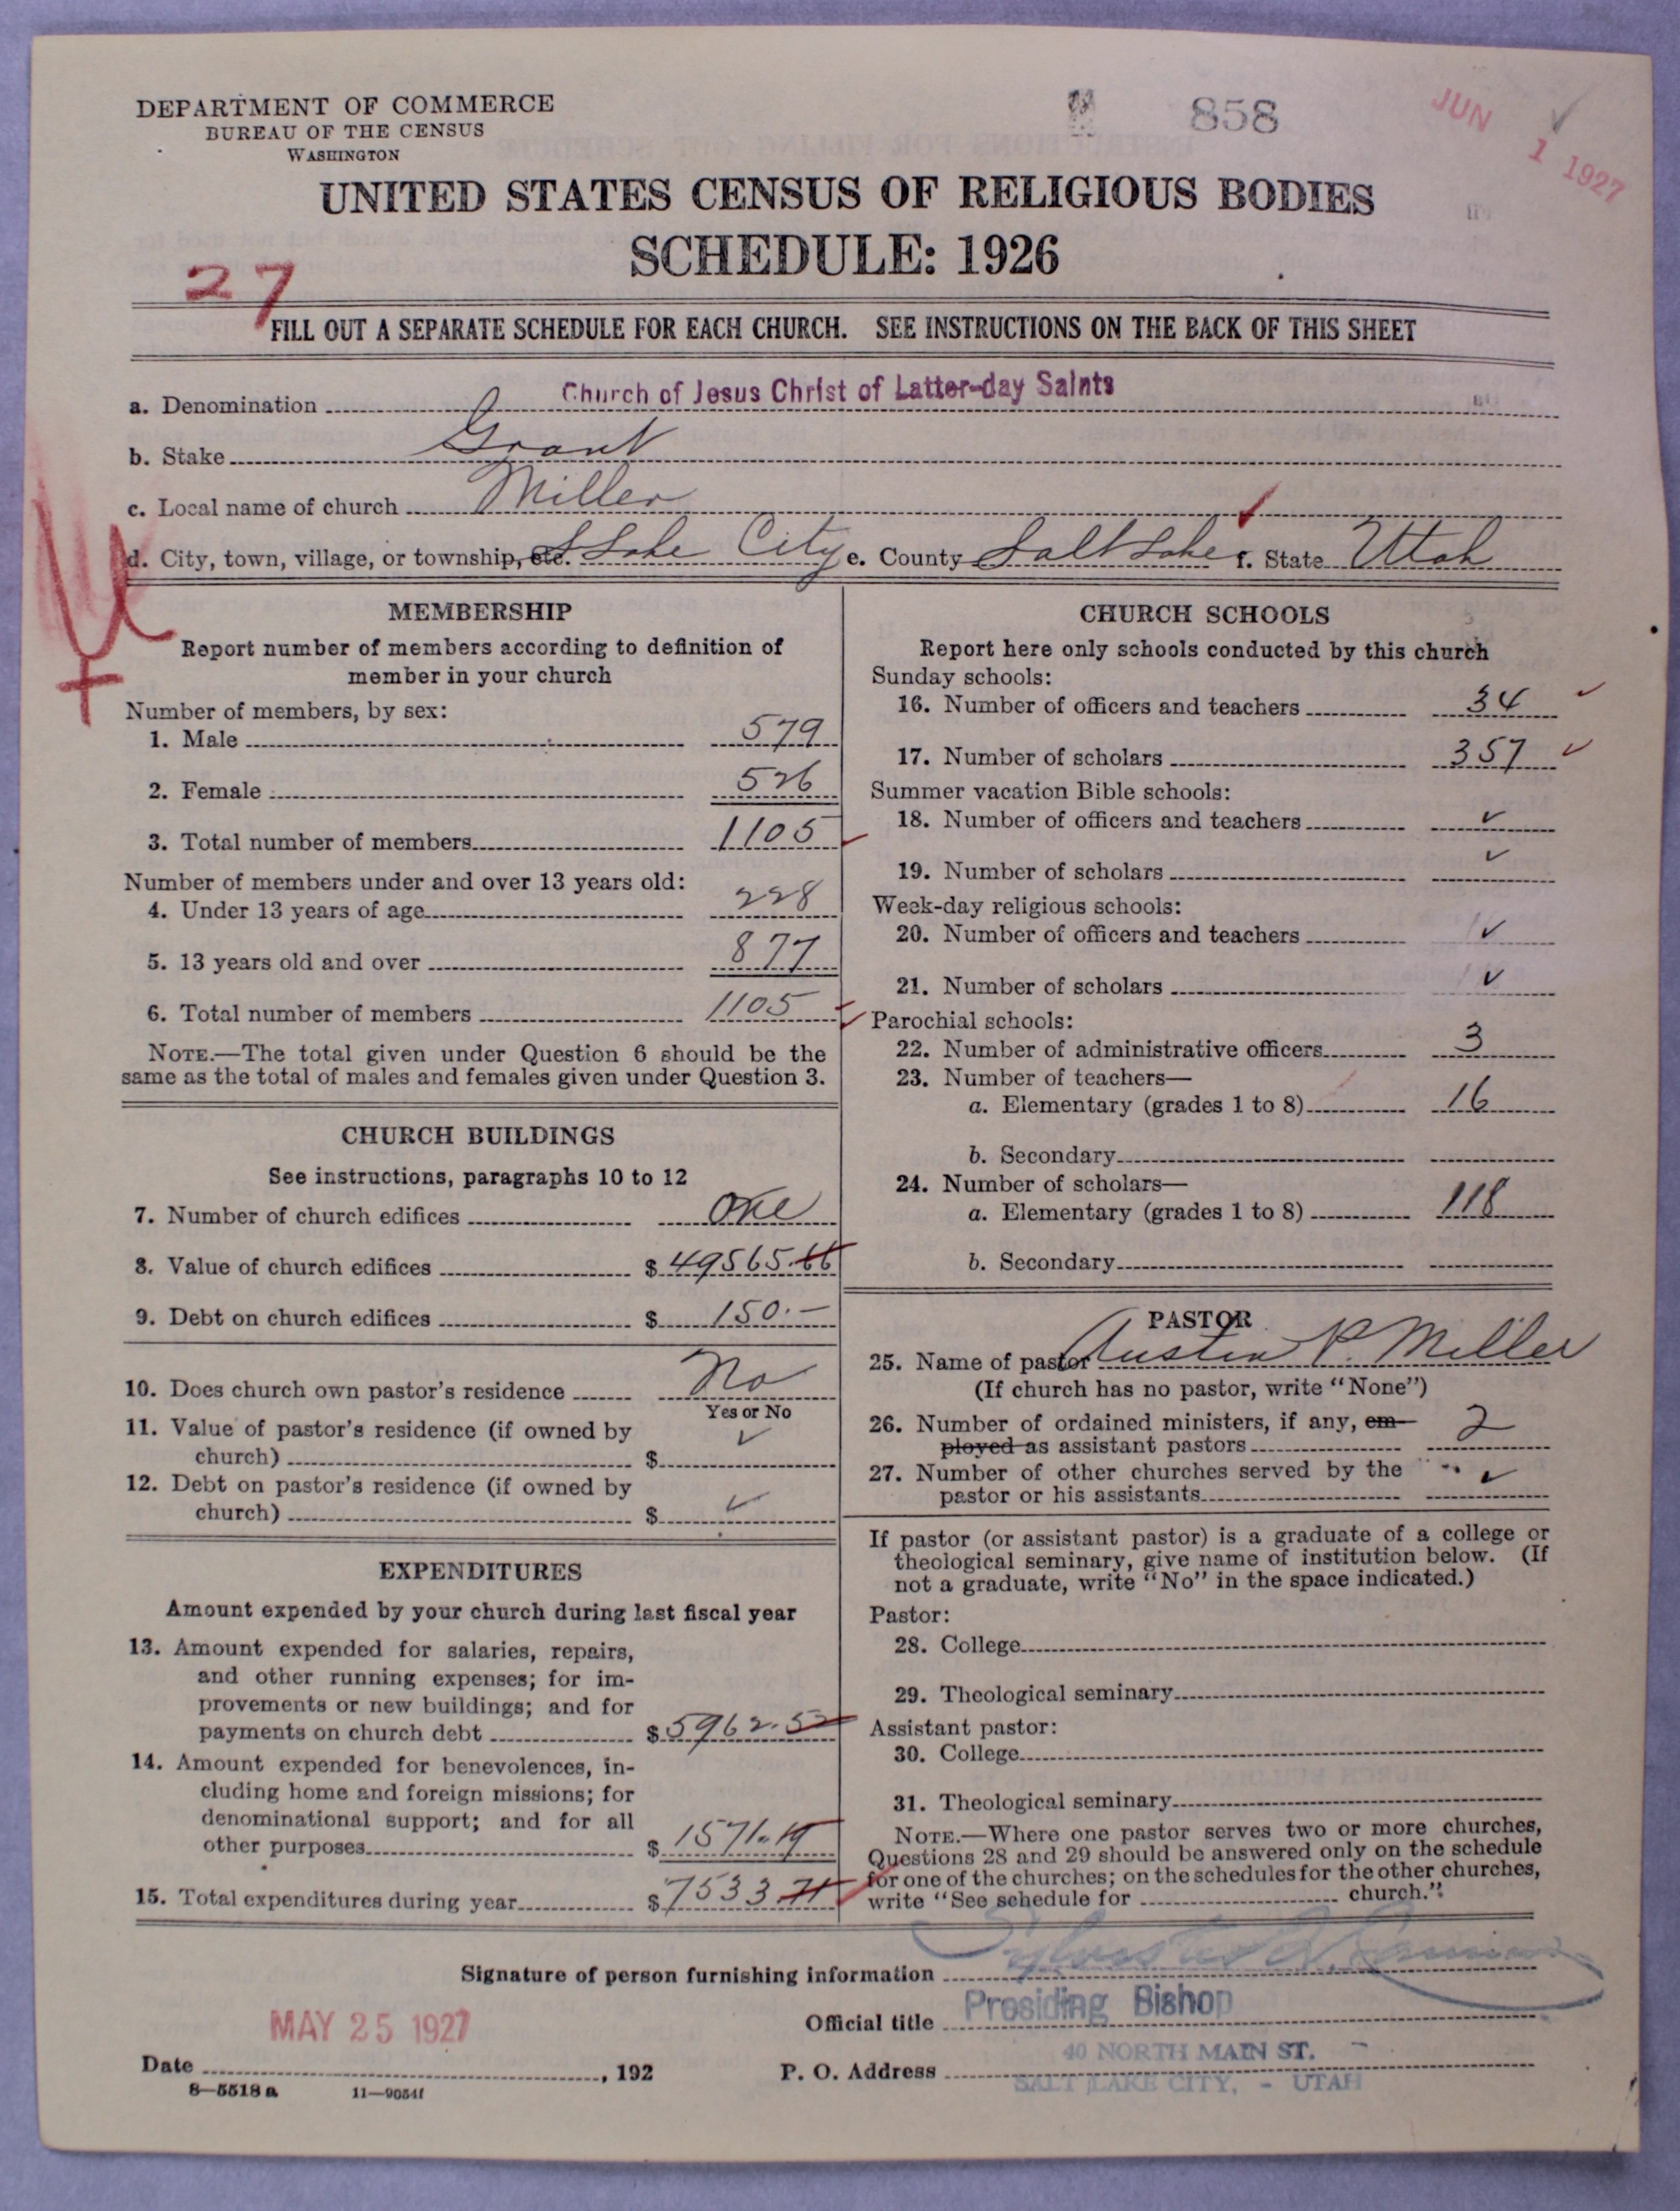 DEPARTMENT OF COMMERCE
BUREAU OF THE CENSUS
WASHINGTON
858
JUN 1 1927
UNITED STATES CENSUS OF RELIGIOUS BODIES
SCHEDULE: 1926
27
FILL OUT A SEPARATE SCHEDULE FOR EACH CHURCH. SEE INSTRUCTIONS ON THE BACK OF THIS SHEET
a. Denomination Church of Jesus Christ of Latter-day Saints
b. Stake Grant
c. Local name of church Miller
d. City, town, village, or township, etc. S Lake City e. County Salt Lake f. State Utah
MEMBERSHIP
Report number of members according to definition of
member in your church
Number of members, by sex:
1. Male 579
2. Female 526
3. Total number of members 1105
Number of members under and over 13 years old:
4. Under 13 years of age 228
5. 13 years old and over 877
6. Total number of members 1105
NOTE.—The total given under Question 6 should be the
same as the total of males and females given under Question 3.
CHURCH BUILDINGS
See instructions, paragraphs 10 to 12
7. Number of church edifices One
8. Value of church edifices $ 49565.66
9. Debt on church edifices $ 150.—
10. Does church own pastor's residence No
Yes or No
11. Value of pastor's residence (if owned by
church) $ ✓
12. Debt on pastor's residence (if owned by
church) $ ✓
EXPENDITURES
Amount expended by your church during last fiscal year
13. Amount expended for salaries, repairs,
and other running expenses; for im-
provements or new buildings; and for
payments on church debt $ 5962.52
14. Amount expended for benevolences, in-
cluding home and foreign missions; for
denominational support; and for all
other purposes $ 1571.19
15. Total expenditures during year $ 7533 71
CHURCH SCHOOLS
Report here only schools conducted by this church
Sunday schools:
16. Number of officers and teachers 34 ✓
17. Number of scholars 357 ✓
Summer vacation Bible schools:
18. Number of officers and teachers ✓
19. Number of scholars ✓
Week-day religious schools:
20. Number of officers and teachers ✓
21. Number of scholars ✓
Parochial schools:
22. Number of administrative officers 3
23. Number of teachers—
a. Elementary (grades 1 to 8) 16
b. Secondary
24. Number of scholars—
a. Elementary (grades 1 to 8) 118
b. Secondary
PASTOR
25. Name of pastor Austin P. Miller
(If church has no pastor, write "None")
26. Number of ordained ministers, if any, em-
ployed as assistant pastors 2
27. Number of other churches served by the
pastor or his assistants ✓
If pastor (or assistant pastor) is a graduate of a college or
theological seminary, give name of institution below. (If
not a graduate, write "No" in the space indicated.)
Pastor:
28. College
29. Theological seminary
Assistant pastor:
30. College
31. Theological seminary
NOTE.—Where one pastor serves two or more churches,
Questions 28 and 29 should be answered only on the schedule
for one of the churches; on the schedules for the other churches,
write "See schedule for church."
Signature of person furnishing information
Official title Presiding Bishop
MAY 25 1927
Date , 192
P. O. Address 40 NORTH MAIN ST.
SALT LAKE CITY, - UTAH
8—5518a 11—9054f